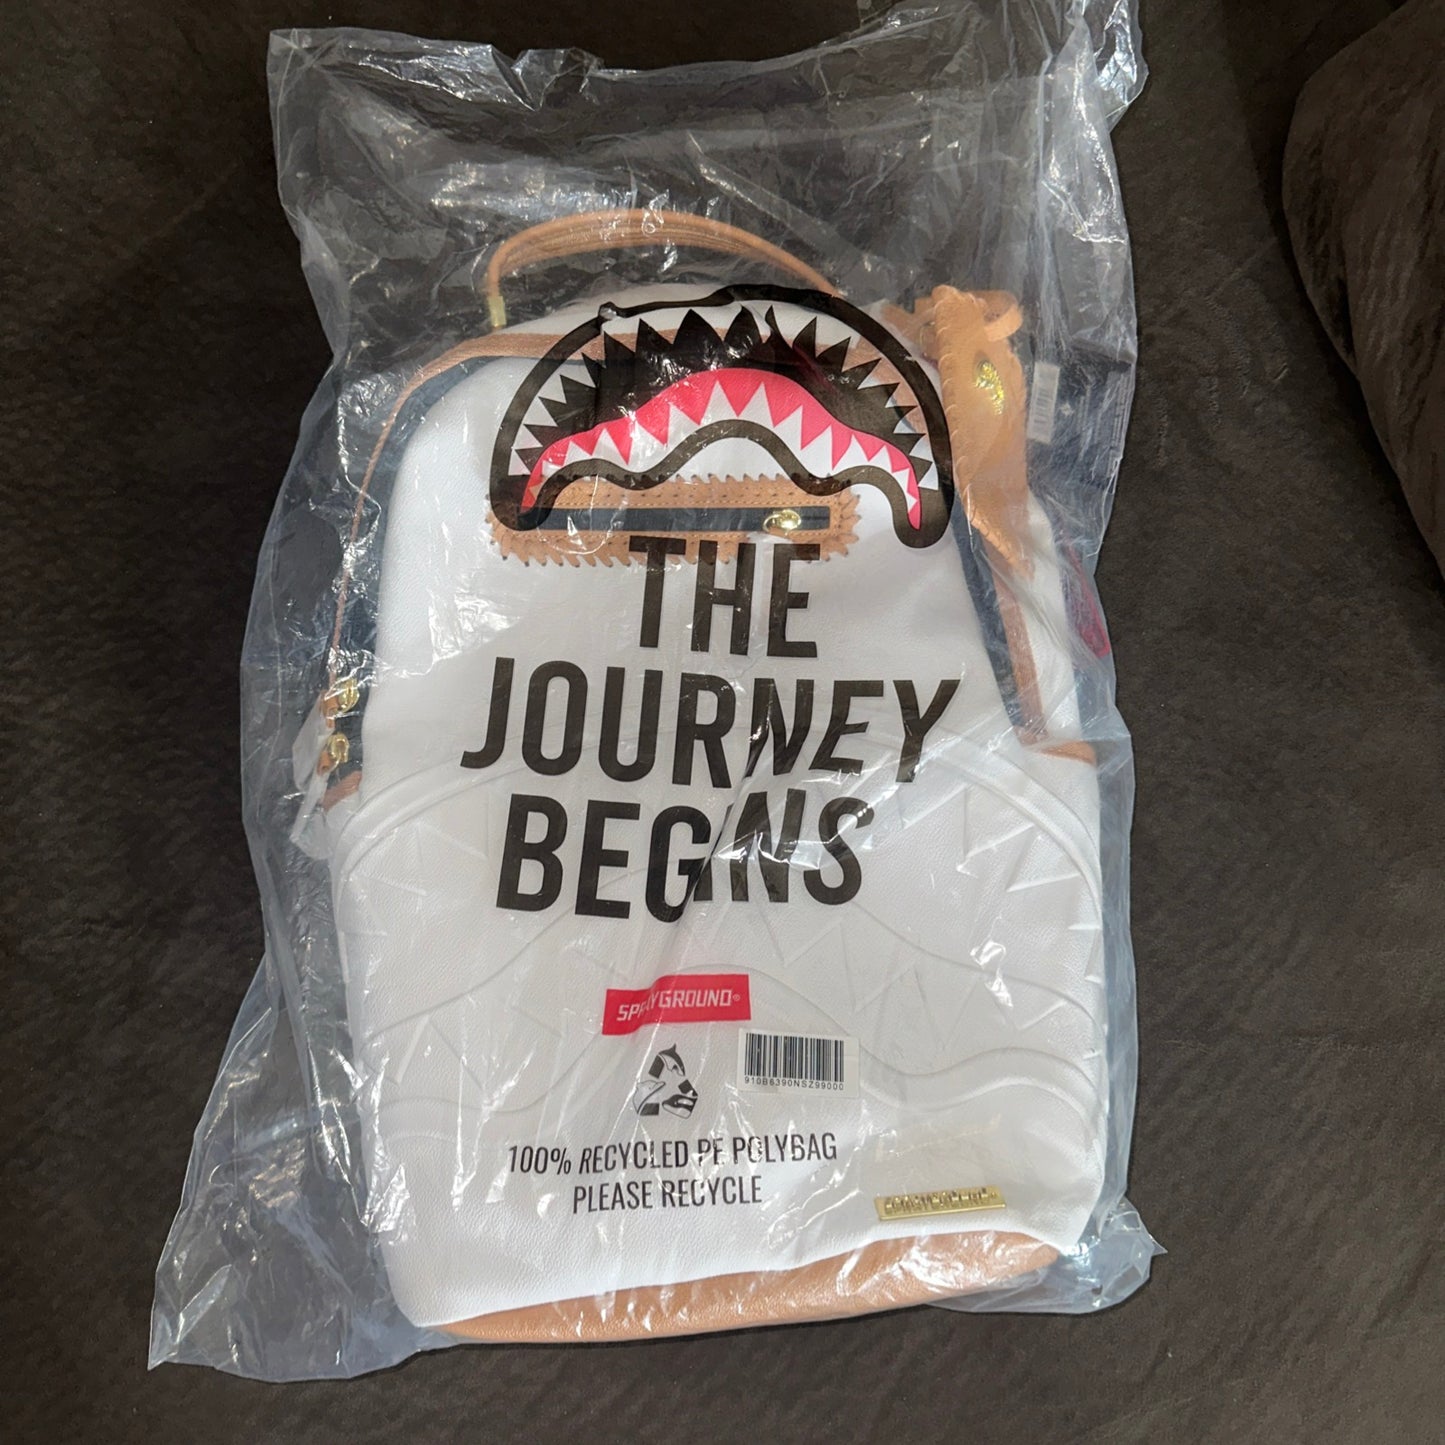 THE
JOURNEY
BEGINS
SPRAYGROUND®
910B6390NSZ99000
100% RECYCLED PE POLYBAG
PLEASE RECYCLE